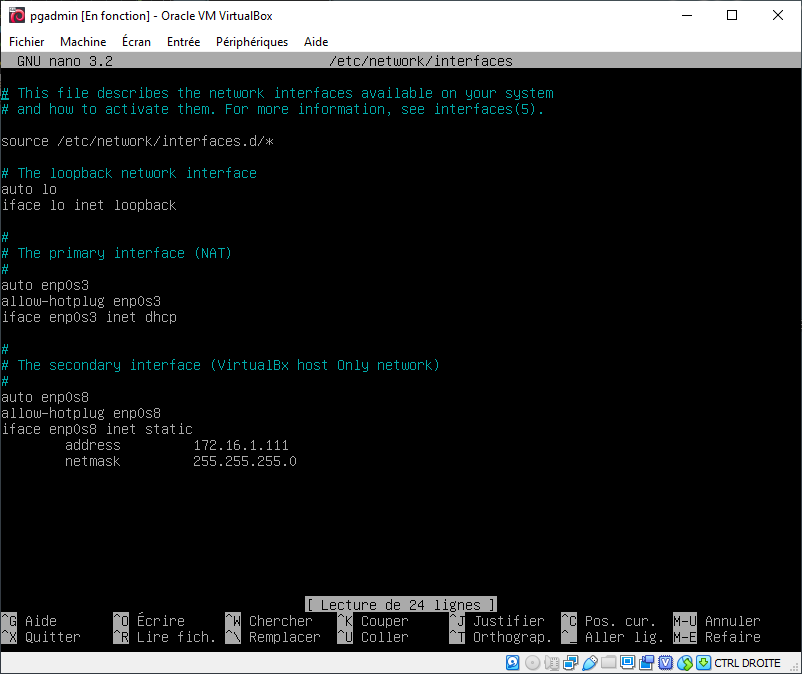 pgadmin [En fonction] - Oracle VM VirtualBox
Fichier Machine Écran Entrée Périphériques Aide
GNU nano 3.2 /etc/network/interfaces
# This file describes the network interfaces available on your system
# and how to activate them. For more information, see interfaces(5).
source /etc/network/interfaces.d/*
# The loopback network interface
auto lo
iface lo inet loopback
#
# The primary interface (NAT)
#
auto enp0s3
allow-hotplug enp0s3
iface enp0s3 inet dhcp
#
# The secondary interface (VirtualBx host Only network)
#
auto enp0s8
allow-hotplug enp0s8
iface enp0s8 inet static
address 172.16.1.111
netmask 255.255.255.0
[ Lecture de 24 lignes ]
^G Aide ^O Écrire ^W Chercher ^K Couper ^J Justifier ^C Pos. cur. M-U Annuler
^X Quitter ^R Lire fich. ^\ Remplacer ^U Coller ^T Orthograp. ^_ Aller lig. M-E Refaire
CTRL DROITE